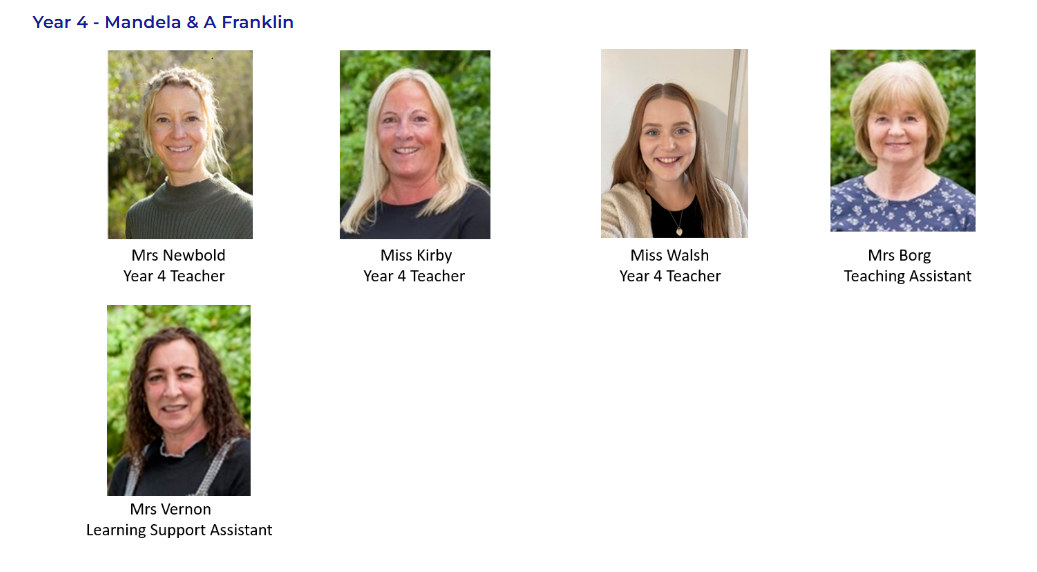 Year 4 - Mandela & A Franklin
Mrs Newbold
Year 4 Teacher
Miss Kirby
Year 4 Teacher
Miss Walsh
Year 4 Teacher
Mrs Borg
Teaching Assistant
Mrs Vernon
Learning Support Assistant